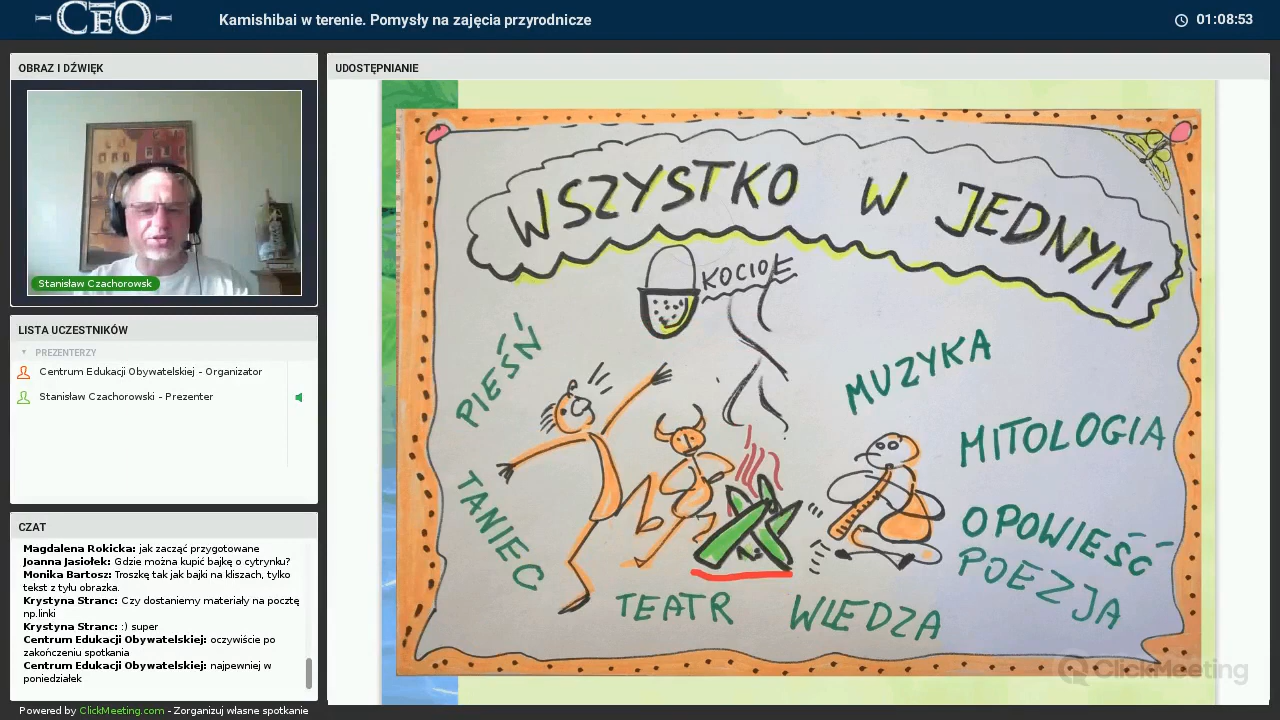 CEO
Kamishibai w terenie. Pomysły na zajęcia przyrodnicze
01:08:53
OBRAZ I DŹWIĘK
Stanisław Czachorowsk
LISTA UCZESTNIKÓW
PREZENTERZY
Centrum Edukacji Obywatelskiej - Organizator
Stanisław Czachorowski - Prezenter
CZAT
Magdalena Rokicka: jak zacząć przygotowane
Joanna Jasiołek: Gdzie można kupić bajkę o cytrynku?
Monika Bartosz: Troszkę tak jak bajki na kliszach, tylko
tekst z tyłu obrazka.
Krystyna Stranc: Czy dostaniemy materiały na pocztę
np.linki
Krystyna Stranc: :) super
Centrum Edukacji Obywatelskiej: oczywiście po
zakończeniu spotkania
Centrum Edukacji Obywatelskiej: najpewniej w
poniedziałek
Powered by ClickMeeting.com - Zorganizuj własne spotkanie
UDOSTĘPNIANIE
WSZYSTKO W JEDNYM
KOCIOŁ
PIEŚŃ
MUZYKA
MITOLOGIA
TANIEC
OPOWIEŚĆ
POEZJA
TEATR
WIEDZA
ClickMeeting